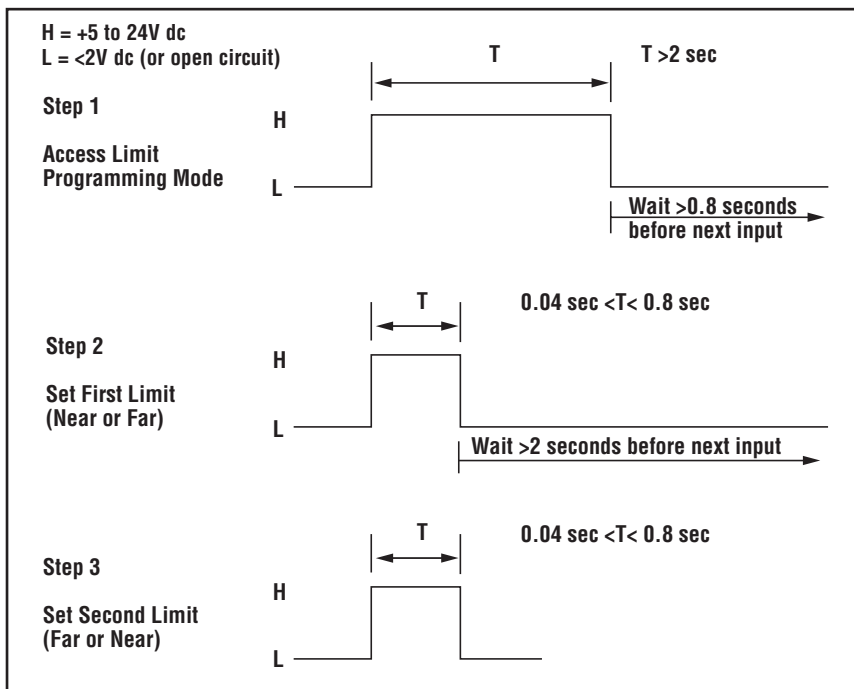 H = +5 to 24V dc
L = <2V dc (or open circuit)
T
T >2 sec
Step 1
H
Access Limit
Programming Mode
L
Wait >0.8 seconds
before next input
T
0.04 sec <T< 0.8 sec
Step 2
H
Set First Limit
(Near or Far)
L
Wait >2 seconds before next input
T
0.04 sec <T< 0.8 sec
Step 3
H
Set Second Limit
(Far or Near)
L